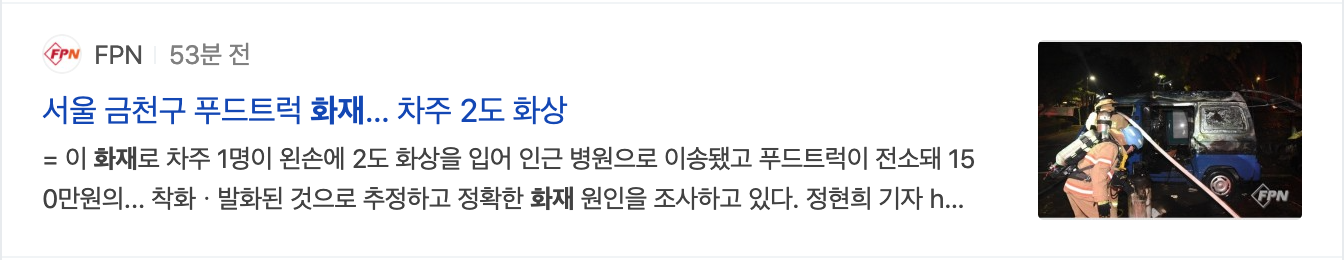 FPN
FPN 53분 전
서울 금천구 푸드트럭 화재... 차주 2도 화상
= 이 화재로 차주 1명이 왼손에 2도 화상을 입어 인근 병원으로 이송됐고 푸드트럭이 전소돼 15
0만원의... 착화ㆍ발화된 것으로 추정하고 정확한 화재 원인을 조사하고 있다. 정현희 기자 h...
FPN